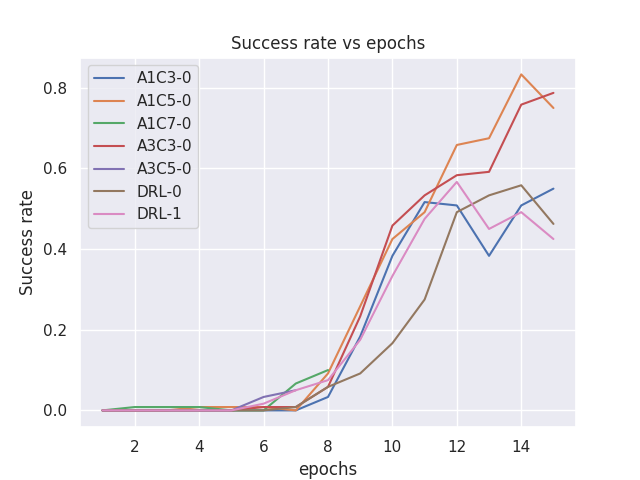 Success rate vs epochs
A1C3-0
A1C5-0
A1C7-0
A3C3-0
A3C5-0
DRL-0
DRL-1
Success rate
0.8
0.6
0.4
0.2
0.0
2 4 6 8 10 12 14
epochs